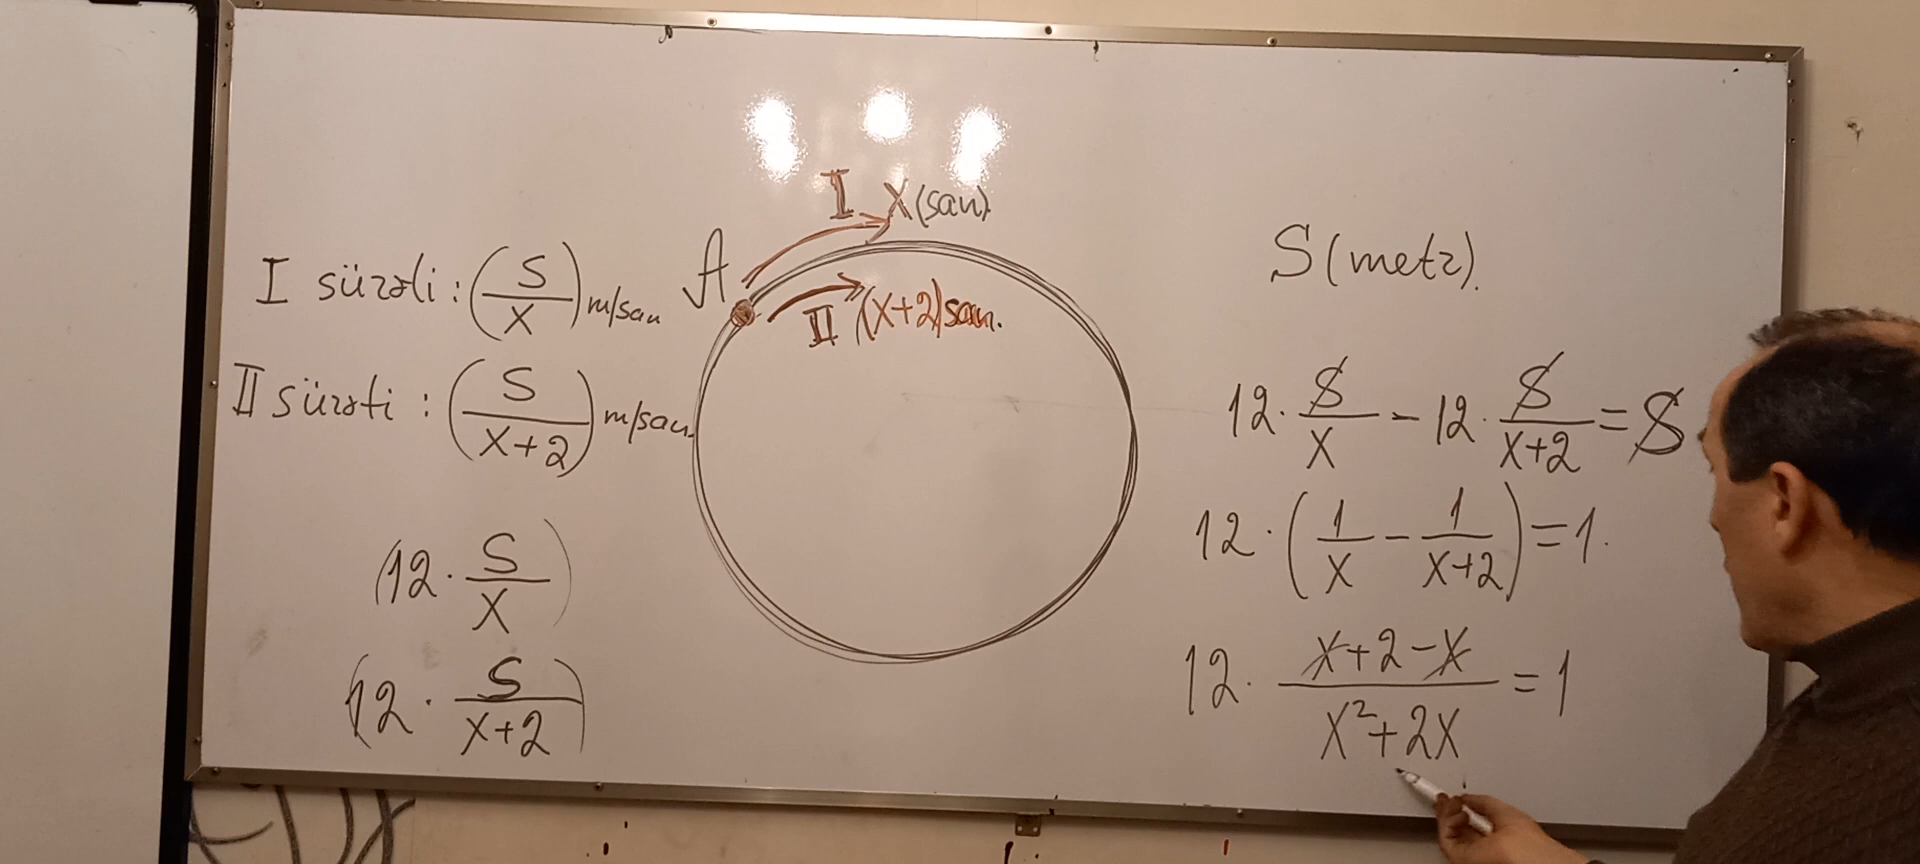 I sürəti : (S/X) m/san
II sürəti : (S/(X+2)) m/san
(12 · S/X)
(12 · S/(X+2))
I X (san).
A
II (X+2) san.
S (metr).
12 · S/X − 12 · S/(X+2) = S
12 · (1/X − 1/(X+2)) = 1.
12 · (X+2−X)/(X²+2X) = 1